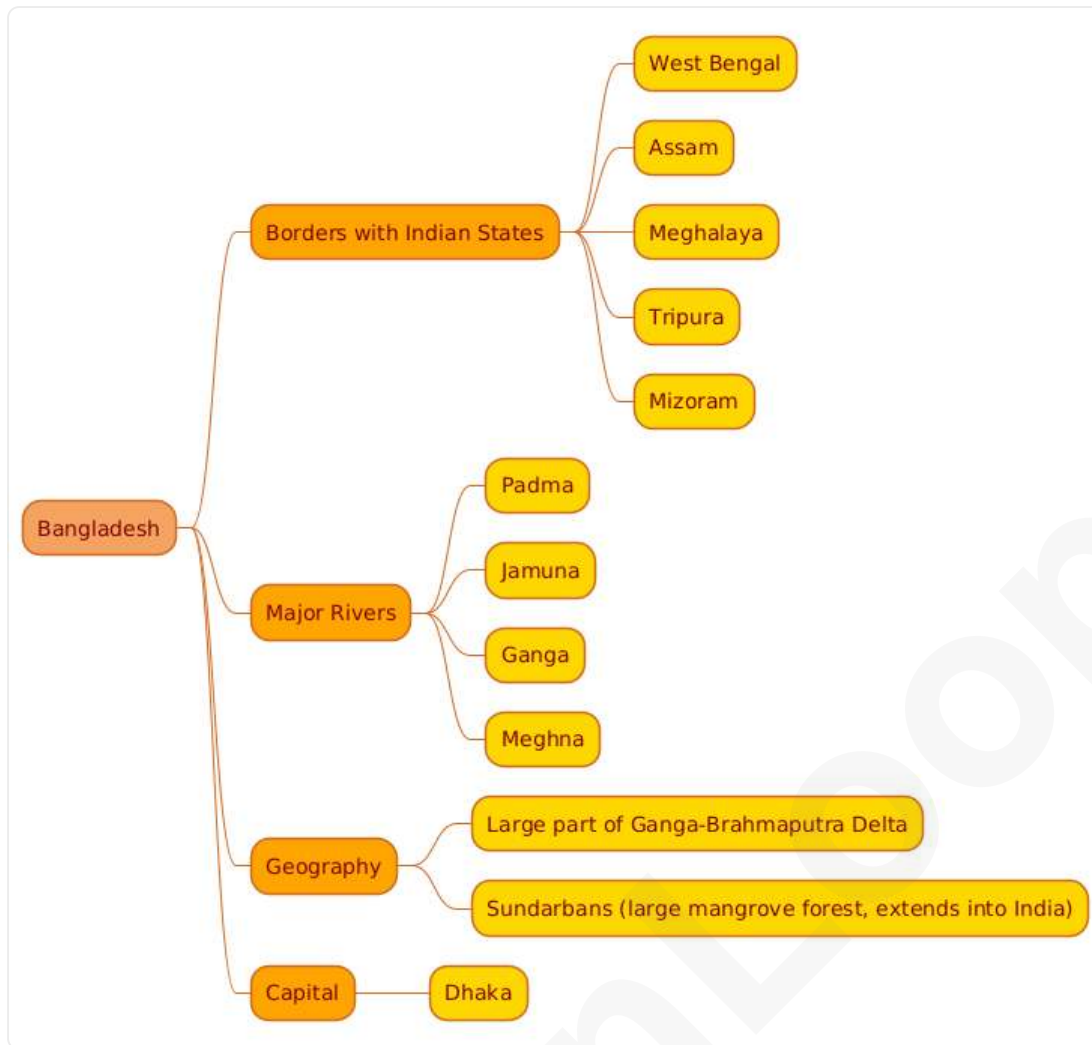 Bangladesh
Borders with Indian States
West Bengal
Assam
Meghalaya
Tripura
Mizoram
Major Rivers
Padma
Jamuna
Ganga
Meghna
Geography
Large part of Ganga-Brahmaputra Delta
Sundarbans (large mangrove forest, extends into India)
Capital
Dhaka